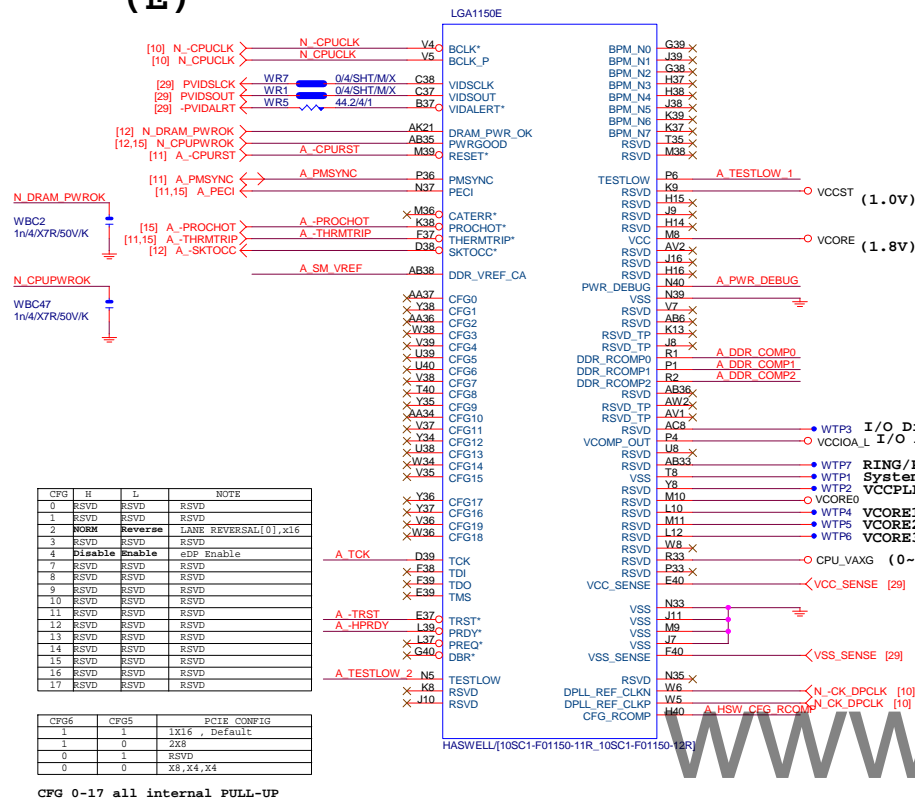 (E)
LGA1150E
[10] N_-CPUCLK N_-CPUCLK V4 BCLK* BPM_N0 G39
[10] N_CPUCLK N_CPUCLK V5 BCLK_P BPM_N1 J39
BPM_N2 G38
[29] PVIDSLCK WR7 0/4/SHT/M/X C38 VIDSCLK BPM_N3 H37
[29] PVIDSOUT WR1 0/4/SHT/M/X C37 VIDSOUT BPM_N4 H38
[29] -PVIDALRT WR5 44.2/4/1 B37 VIDALERT* BPM_N5 J38
BPM_N6 K39
[12] N_DRAM_PWROK AK21 DRAM_PWR_OK BPM_N7 K37
[12,15] N_CPUPWROK AB35 PWRGOOD RSVD T35
[11] A_-CPURST A_-CPURST M39 RESET* RSVD M38
[11] A_PMSYNC A_PMSYNC P36 PMSYNC TESTLOW P6 A_TESTLOW_1
[11,15] A_PECI N37 PECI RSVD K9 VCCST (1.0V)
RSVD H15
M36 CATERR* RSVD J9
[15] A_-PROCHOT A_-PROCHOT K38 PROCHOT* RSVD H14
[11,15] A_-THRMTRIP A_-THRMTRIP F37 THERMTRIP* VCC M8 VCORE (1.8V)
[12] A_-SKTOCC D38 SKTOCC* RSVD AV2
RSVD J16
A_SM_VREF AB38 DDR_VREF_CA RSVD H16
PWR_DEBUG N40 A_PWR_DEBUG
N_DRAM_PWROK
WBC2
1n/4/X7R/50V/K
N_CPUPWROK
WBC47
1n/4/X7R/50V/K
AA37 CFG0 VSS N39
Y38 CFG1 RSVD V7
AA36 CFG2 RSVD AB6
W38 CFG3 RSVD_TP K13
V39 CFG4 RSVD_TP J8
U39 CFG5 DDR_RCOMP0 R1 A_DDR_COMP0
U40 CFG6 DDR_RCOMP1 P1 A_DDR_COMP1
V38 CFG7 DDR_RCOMP2 R2 A_DDR_COMP2
T40 CFG8 RSVD AB36
Y35 CFG9 RSVD_TP AW2
AA34 CFG10 RSVD_TP AV1
V37 CFG11 RSVD AC8 WTP3
Y34 CFG12 VCOMP_OUT P4 VCCIOA_L I/O
U38 CFG13 RSVD U8
W34 CFG14 RSVD AB33 WTP7
V35 CFG15 VSS T8 WTP1 System
RSVD Y8 WTP2
Y36 CFG17 RSVD M10 VCORE0
Y37 CFG16 RSVD L10 WTP4 VCORE1
V36 CFG19 RSVD M11 WTP5 VCORE2
W36 CFG18 RSVD L12 WTP6 VCORE3
RSVD W8
A_TCK D39 TCK RSVD R33 CPU_VAXG (0~
F38 TDI RSVD P33
F39 TDO VCC_SENSE E40 VCC_SENSE [29]
E39 TMS
VSS N33
A_-TRST E37 TRST* VSS J11
A_-HPRDY L39 PRDY* VSS M9
L37 PREQ* VSS J7
G40 DBR* VSS_SENSE F40 VSS_SENSE [29]
A_TESTLOW_2 N5 TESTLOW RSVD N35
K8 RSVD DPLL_REF_CLKN W6 N_-CK_DPCLK [10]
J10 RSVD DPLL_REF_CLKP W5 N_CK_DPCLK [10]
CFG_RCOMP H40 A_HSW_CFG_RCOMP
HASWELL/[10SC1-F01150-11R_10SC1-F01150-12R]
CFG H L NOTE
0 RSVD RSVD RSVD
1 RSVD RSVD RSVD
2 NORM Reverse LANE REVERSAL[0],x16
3 RSVD RSVD RSVD
4 Disable Enable eDP Enable
7 RSVD RSVD RSVD
8 RSVD RSVD RSVD
9 RSVD RSVD RSVD
10 RSVD RSVD RSVD
11 RSVD RSVD RSVD
12 RSVD RSVD RSVD
13 RSVD RSVD RSVD
14 RSVD RSVD RSVD
15 RSVD RSVD RSVD
16 RSVD RSVD RSVD
17 RSVD RSVD RSVD
CFG6 CFG5 PCIE CONFIG
1 1 1X16 , Default
1 0 2X8
0 1 RSVD
0 0 X8,X4,X4
CFG 0-17 all internal PULL-UP